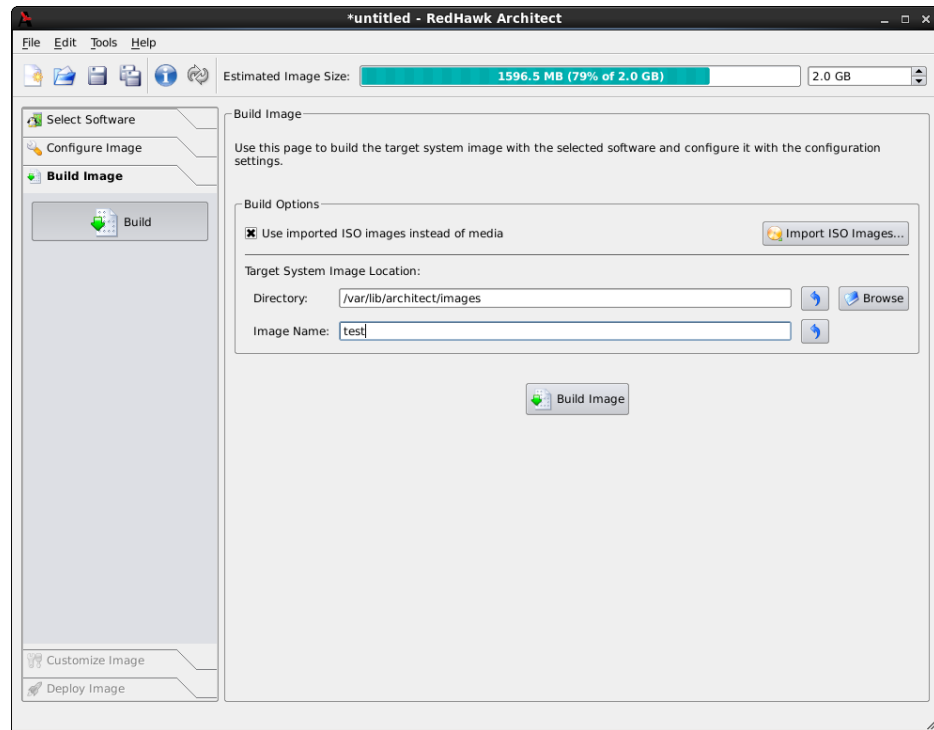 *untitled - RedHawk Architect
File Edit Tools Help
Estimated Image Size: 1596.5 MB (79% of 2.0 GB) 2.0 GB
Select Software
Configure Image
Build Image
Build
Build Image
Use this page to build the target system image with the selected software and configure it with the configuration
settings.
Build Options
Use imported ISO images instead of media Import ISO Images...
Target System Image Location:
Directory: /var/lib/architect/images Browse
Image Name: test
Build Image
Customize Image
Deploy Image